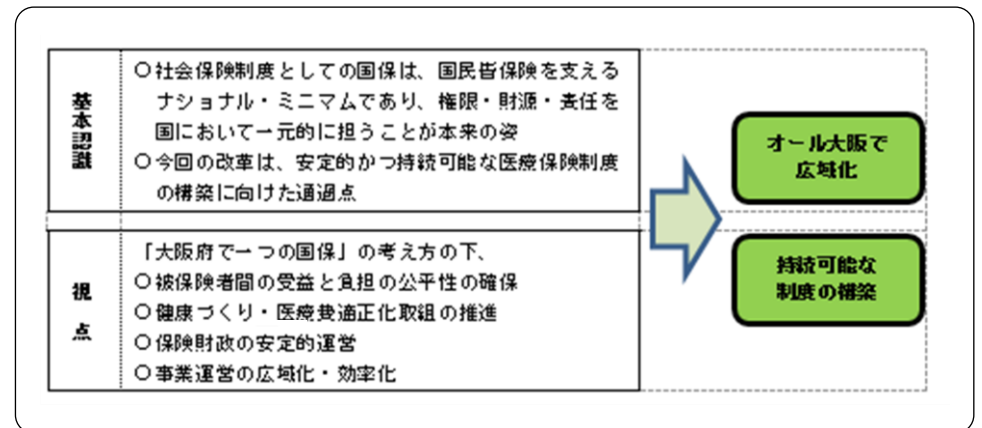 基本認識
○社会保険制度としての国保は、国民皆保険を支える
ナショナル・ミニマムであり、権限・財源・責任を
国において一元的に担うことが本来の姿
○今回の改革は、安定的かつ持続可能な医療保険制度
の構築に向けた通過点
視点
「大阪府で一つの国保」の考え方の下、
○被保険者間の受益と負担の公平性の確保
○健康づくり・医療費適正化取組の推進
○保険財政の安定的運営
○事業運営の広域化・効率化
オール大阪で
広域化
持続可能な
制度の構築